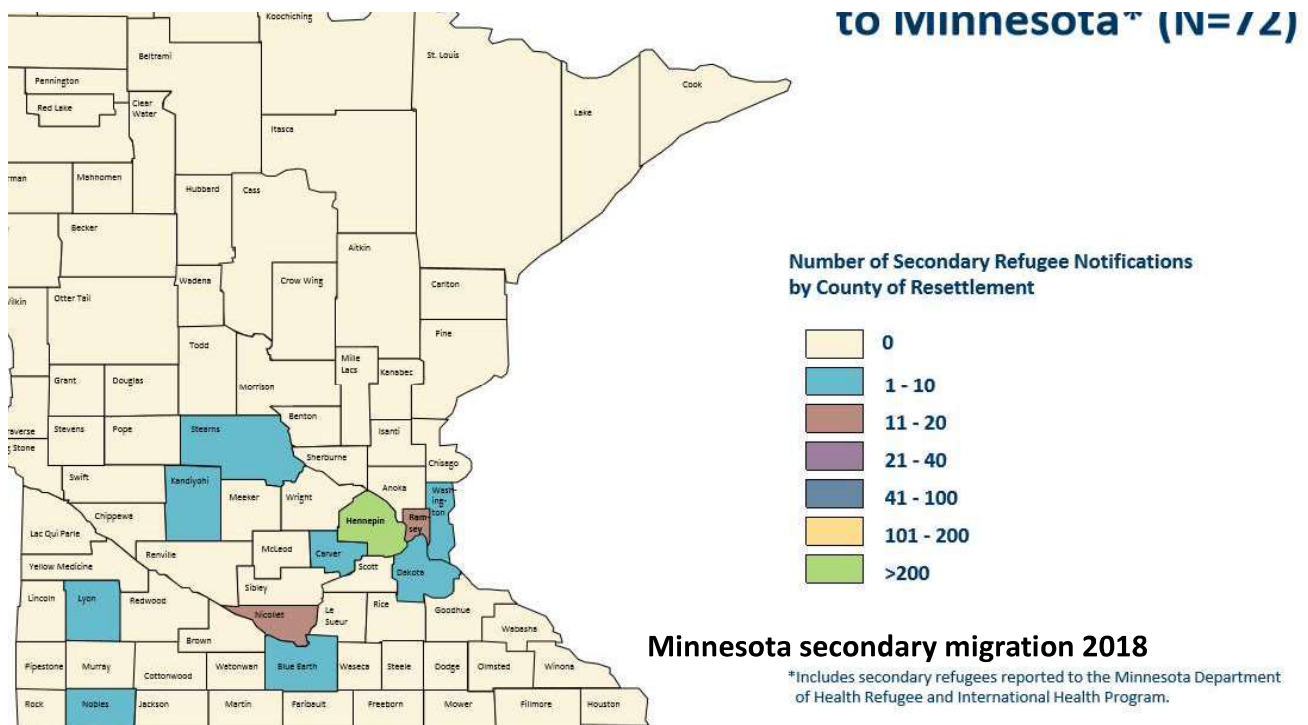 to Minnesota* (N=72)
Koochiching
St. Louis
Beltrami
Cook
Pennington
Lake
Red Lake
Clear
Water
Itasca
rman
Mahnomen
Hubbard
Cass
Becker
Aitkin
Wadena
Crow Wing
Carlton
Otter Tail
Pine
Todd
Mille
Lacs
Kanabec
Grant
Douglas
Morrison
Benton
Stevens
Pope
Stearns
Isanti
Sherburne
Chisago
Swift
Kandiyohi
Anoka
Meeker
Wright
Wash-
ing-
ton
Chippewa
Hennepin
Ram-
sey
Lac Qui Parle
McLeod
Renville
Carver
Yellow Medicine
Scott
Dakota
Sibley
Lincoln
Lyon
Redwood
Nicollet
Le
Sueur
Rice
Goodhue
Wabasha
Brown
Pipestone
Murray
Cottonwood
Watonwan
Blue Earth
Waseca
Steele
Dodge
Olmsted
Winona
Rock
Nobles
Jackson
Martin
Faribault
Freeborn
Mower
Fillmore
Houston
Number of Secondary Refugee Notifications
by County of Resettlement
0
1 - 10
11 - 20
21 - 40
41 - 100
101 - 200
>200
Minnesota secondary migration 2018
*Includes secondary refugees reported to the Minnesota Department
of Health Refugee and International Health Program.